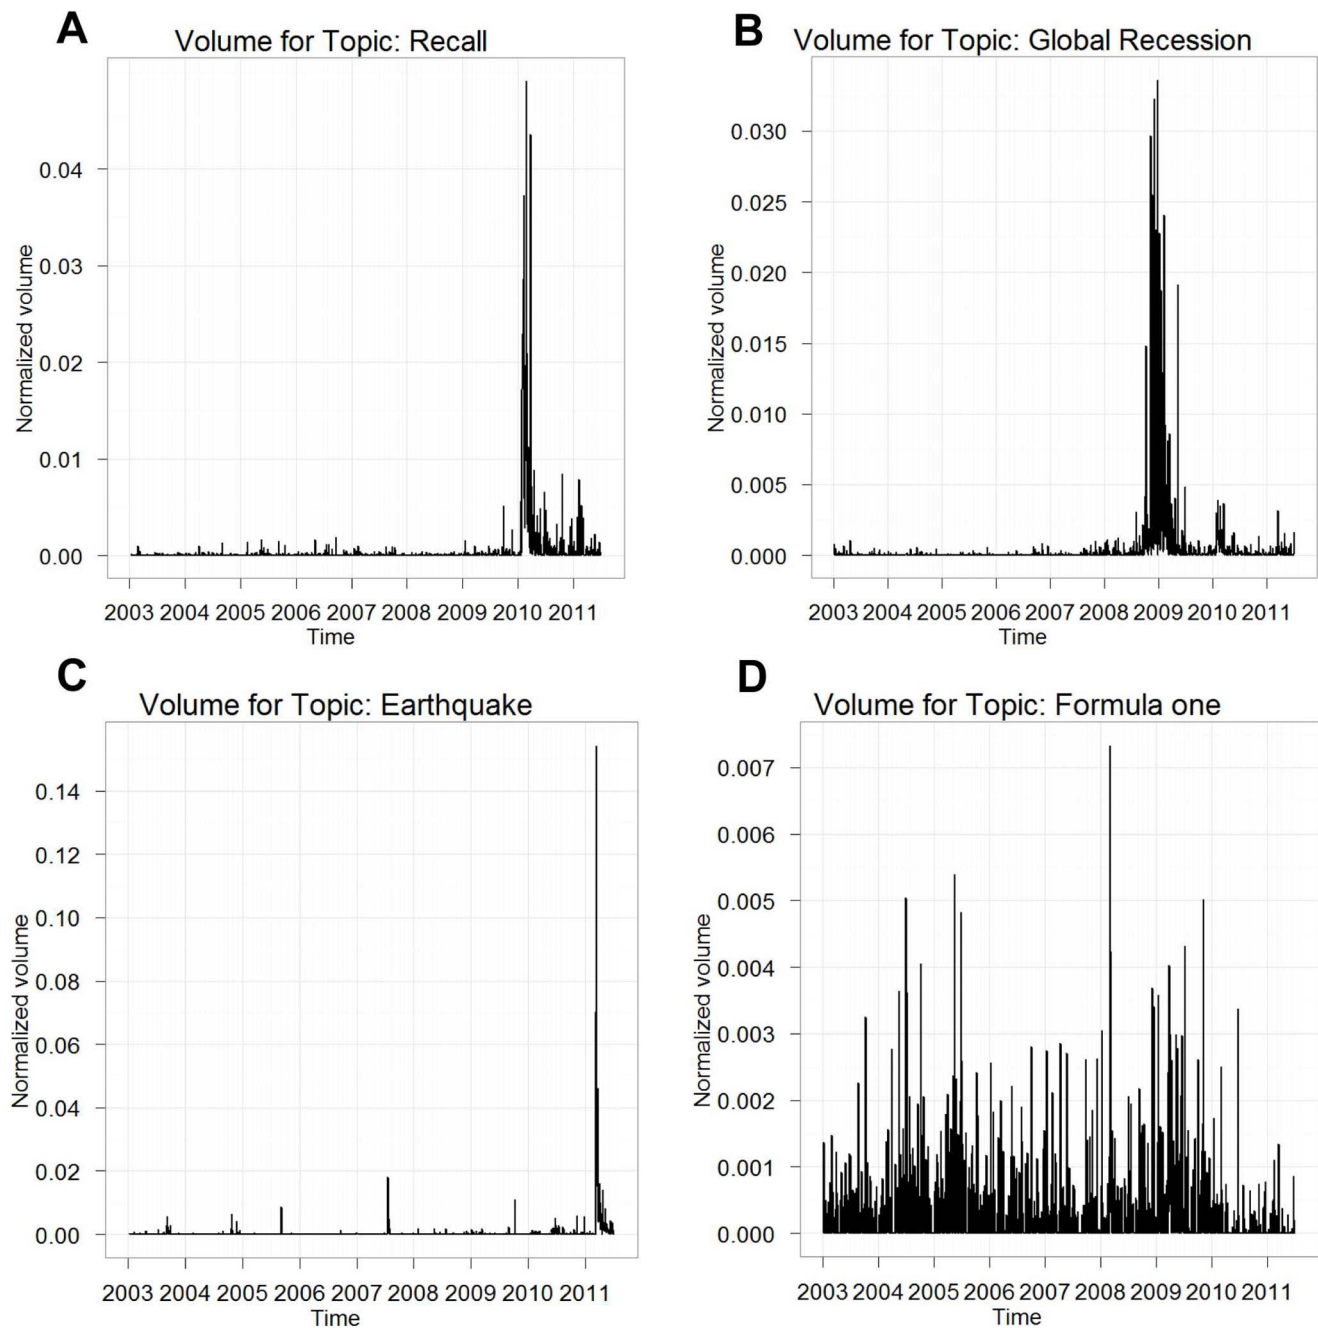 A
Volume for Topic: Recall
Normalized volume
0.04
0.03
0.02
0.01
0.00
2003 2004 2005 2006 2007 2008 2009 2010 2011
Time
B
Volume for Topic: Global Recession
Normalized volume
0.030
0.025
0.020
0.015
0.010
0.005
0.000
2003 2004 2005 2006 2007 2008 2009 2010 2011
Time
C
Volume for Topic: Earthquake
Normalized volume
0.14
0.12
0.10
0.08
0.06
0.04
0.02
0.00
2003 2004 2005 2006 2007 2008 2009 2010 2011
Time
D
Volume for Topic: Formula one
Normalized volume
0.007
0.006
0.005
0.004
0.003
0.002
0.001
0.000
2003 2004 2005 2006 2007 2008 2009 2010 2011
Time